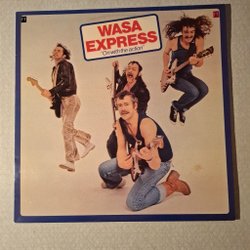 WASA
EXPRESS
"On with the action"